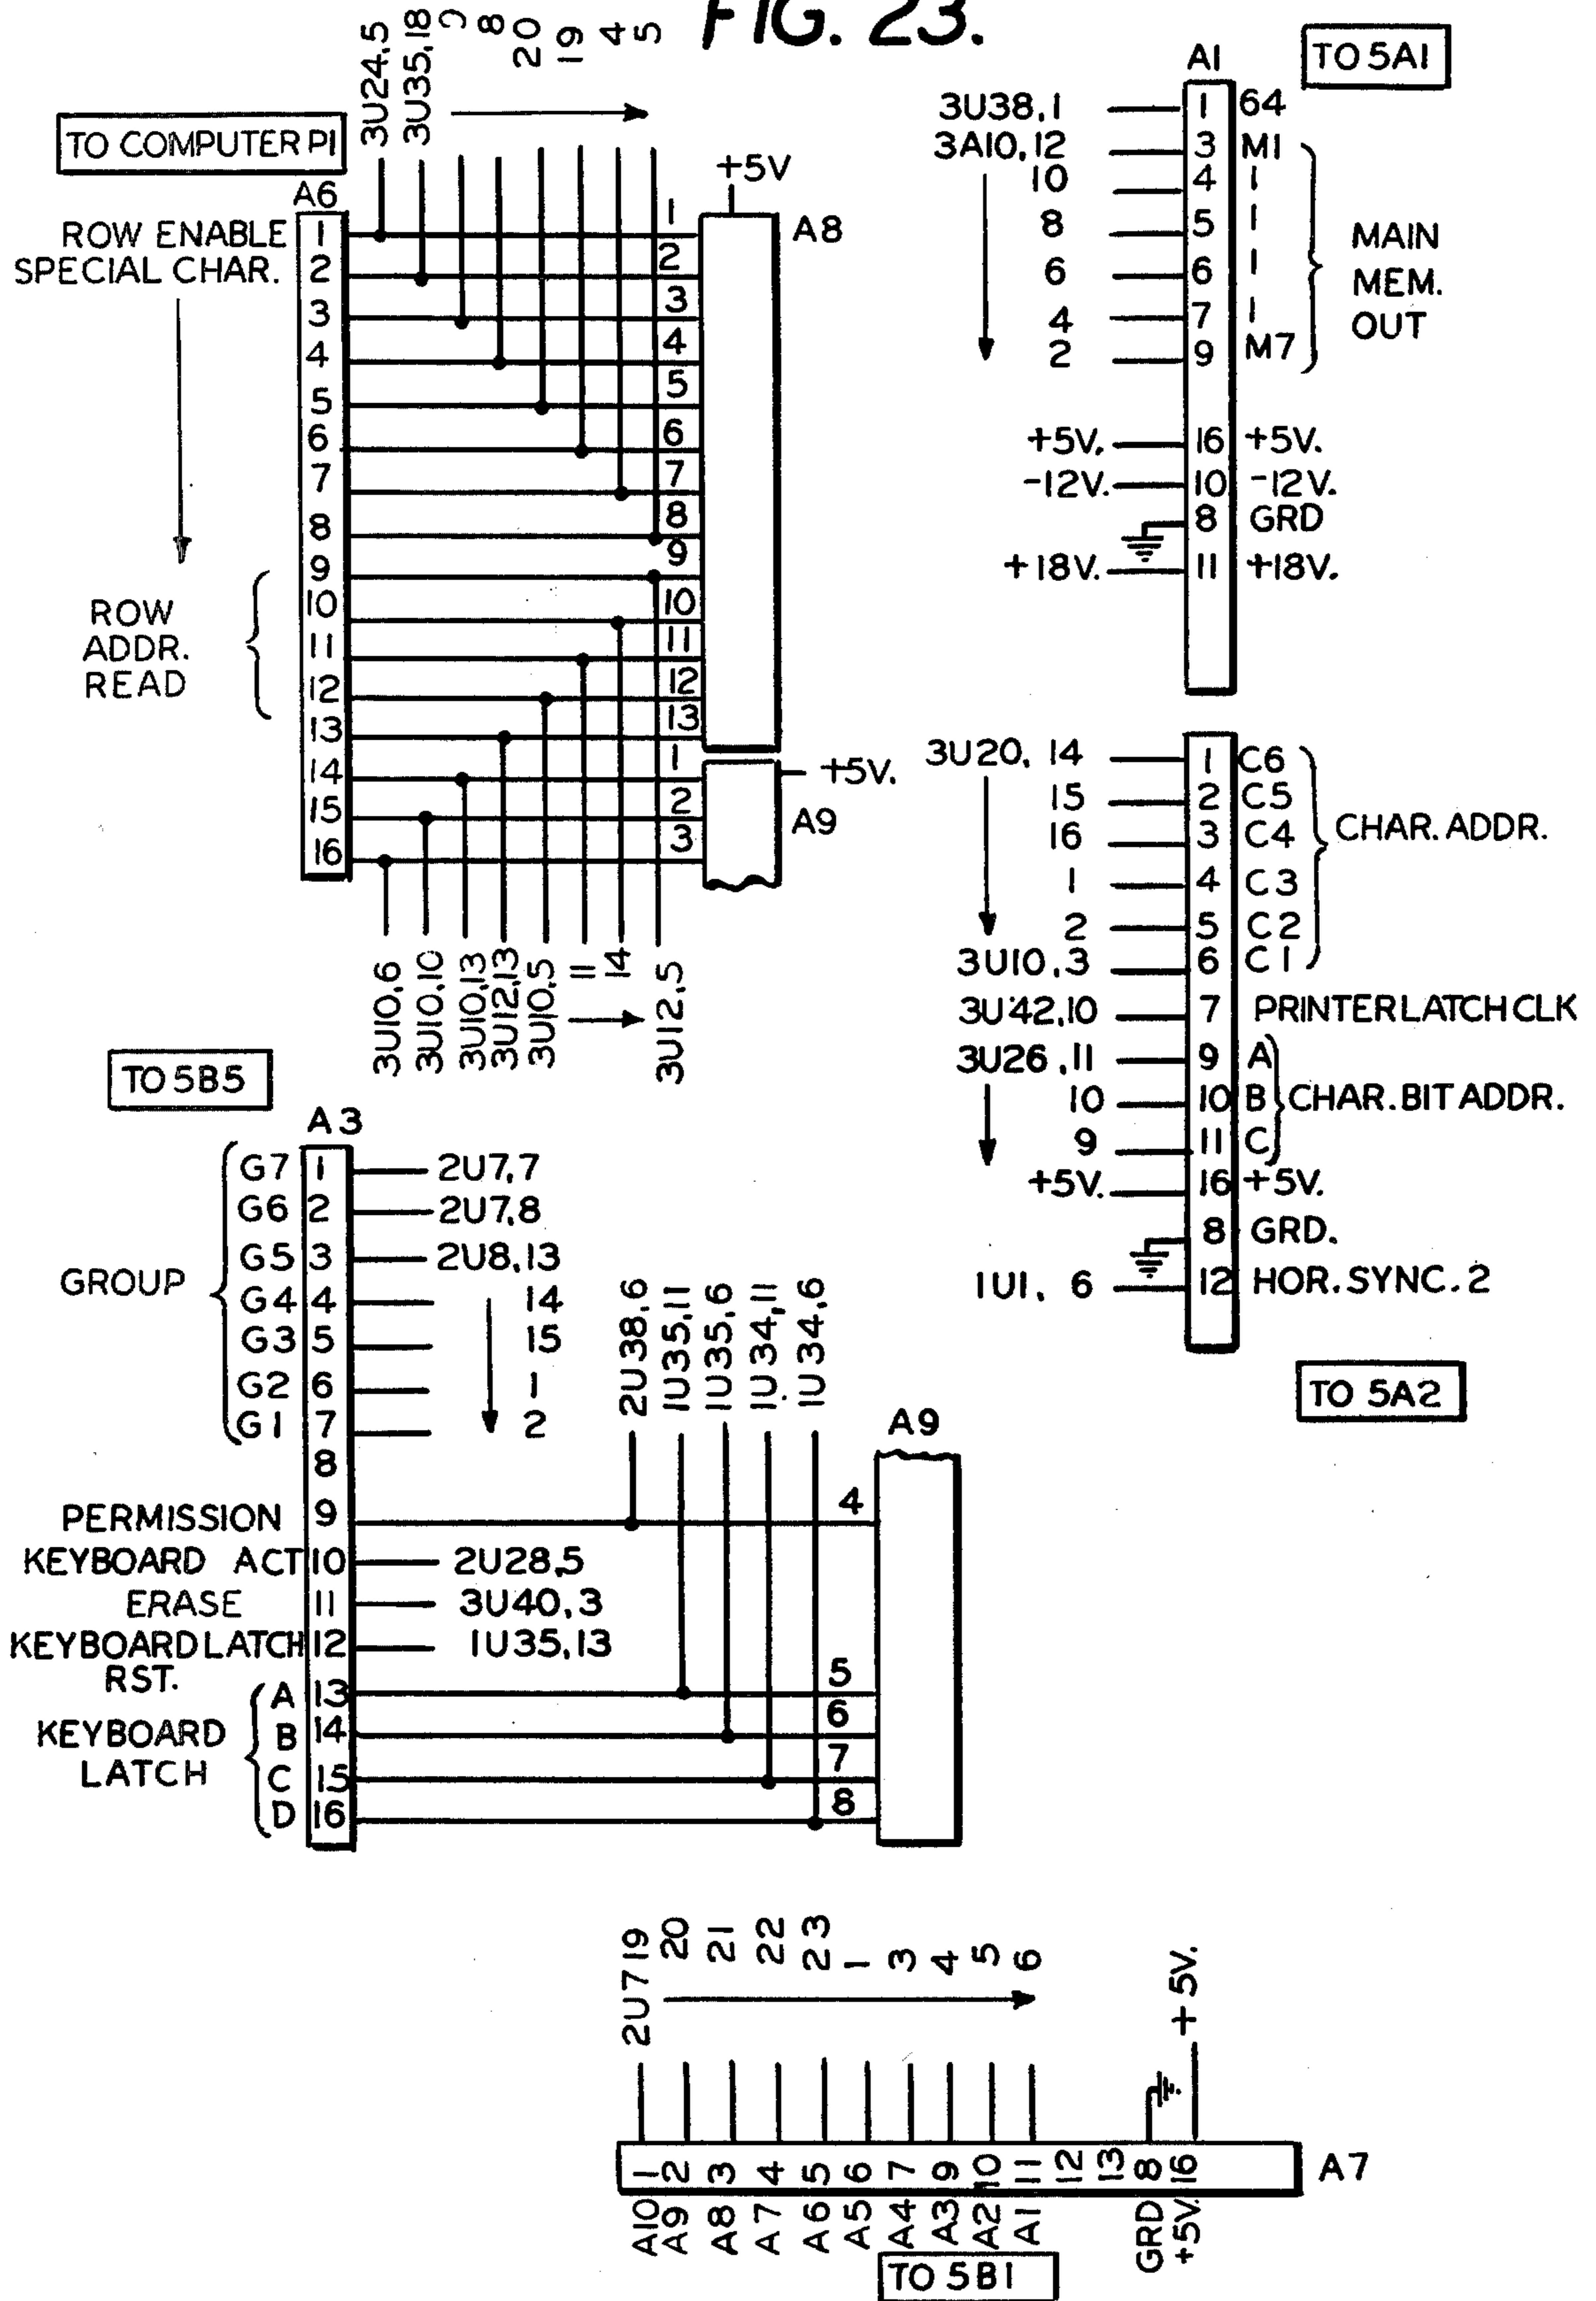 FIG. 23.
TO COMPUTER P1
3U24,5
3U35,18
9
8
20
19
4
5
A6
+5V
A8
ROW ENABLE
SPECIAL CHAR.
ROW
ADDR.
READ
1
2
3
4
5
6
7
8
9
10
11
12
13
14
15
16
1
2
3
4
5
6
7
8
9
10
11
12
13
1
2
3
+5V.
A9
3U10,6
3U10,10
3U10,13
3U12,13
3U10,5
11
14
3U12,5
TO 5A1
A1
3U38,1 1 64
3A10,12 3 M1
10 4
8 5
6 6
4 7
2 9 M7
MAIN
MEM.
OUT
+5V. 16 +5V.
-12V. 10 -12V.
8 GRD
+18V. 11 +18V.
3U20, 14 1 C6
15 2 C5
16 3 C4
1 4 C3
2 5 C2
3U10,3 6 C1
CHAR. ADDR.
3U42,10 7 PRINTER LATCH CLK
3U26,11 9 A
10 10 B
9 11 C
CHAR. BIT ADDR.
+5V. 16 +5V.
8 GRD.
1U1, 6 12 HOR. SYNC. 2
TO 5A2
TO 5B5
A3
GROUP
G7 1 2U7,7
G6 2 2U7,8
G5 3 2U8,13
G4 4 14
G3 5 15
G2 6 1
G1 7 2
8
PERMISSION 9
KEYBOARD ACT 10 2U28,5
ERASE 11 3U40,3
KEYBOARD LATCH 12 1U35,13
RST.
KEYBOARD
LATCH
A 13
B 14
C 15
D 16
2U38,6
1U35,11
1U35,6
1U34,11
1U34,6
A9
4
5
6
7
8
2U7 19
20
21
22
23
1
3
4
5
6
+5V.
1 2 3 4 5 6 7 9 10 11 12 13 8 16
A7
A10 A9 A8 A7 A6 A5 A4 A3 A2 A1 GRD +5V.
TO 5B1